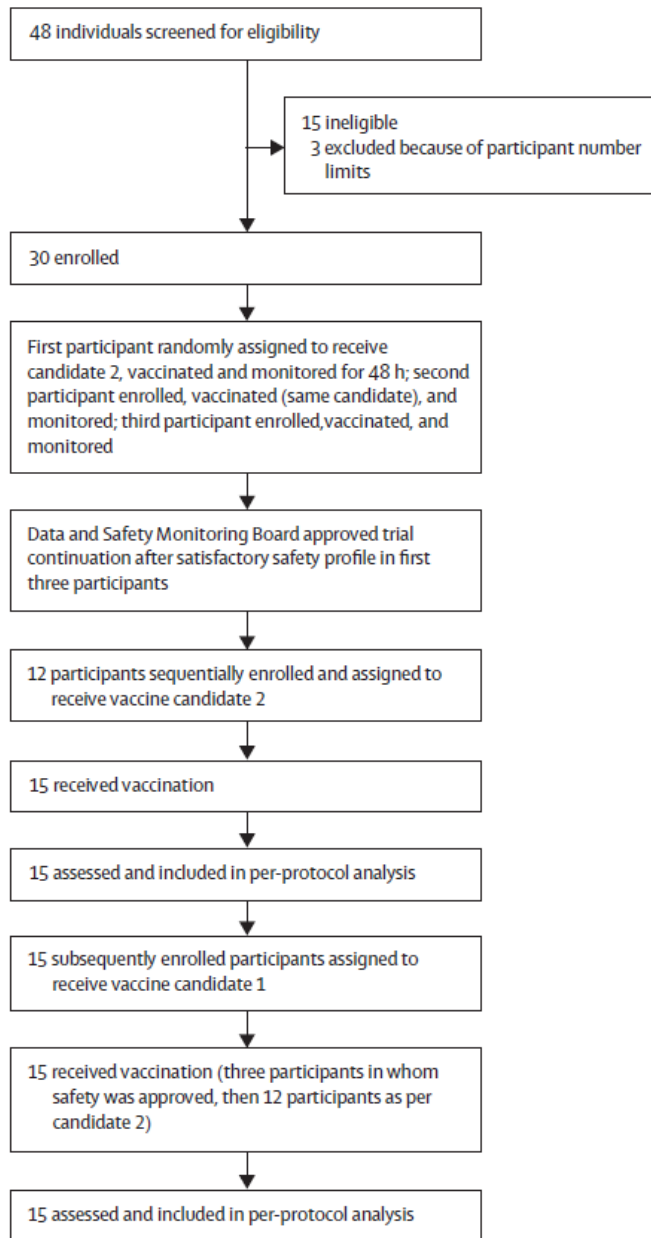 48 individuals screened for eligibility
15 ineligible
3 excluded because of participant number
limits
30 enrolled
First participant randomly assigned to receive
candidate 2, vaccinated and monitored for 48 h; second
participant enrolled, vaccinated (same candidate), and
monitored; third participant enrolled,vaccinated, and
monitored
Data and Safety Monitoring Board approved trial
continuation after satisfactory safety profile in first
three participants
12 participants sequentially enrolled and assigned to
receive vaccine candidate 2
15 received vaccination
15 assessed and included in per-protocol analysis
15 subsequently enrolled participants assigned to
receive vaccine candidate 1
15 received vaccination (three participants in whom
safety was approved, then 12 participants as per
candidate 2)
15 assessed and included in per-protocol analysis